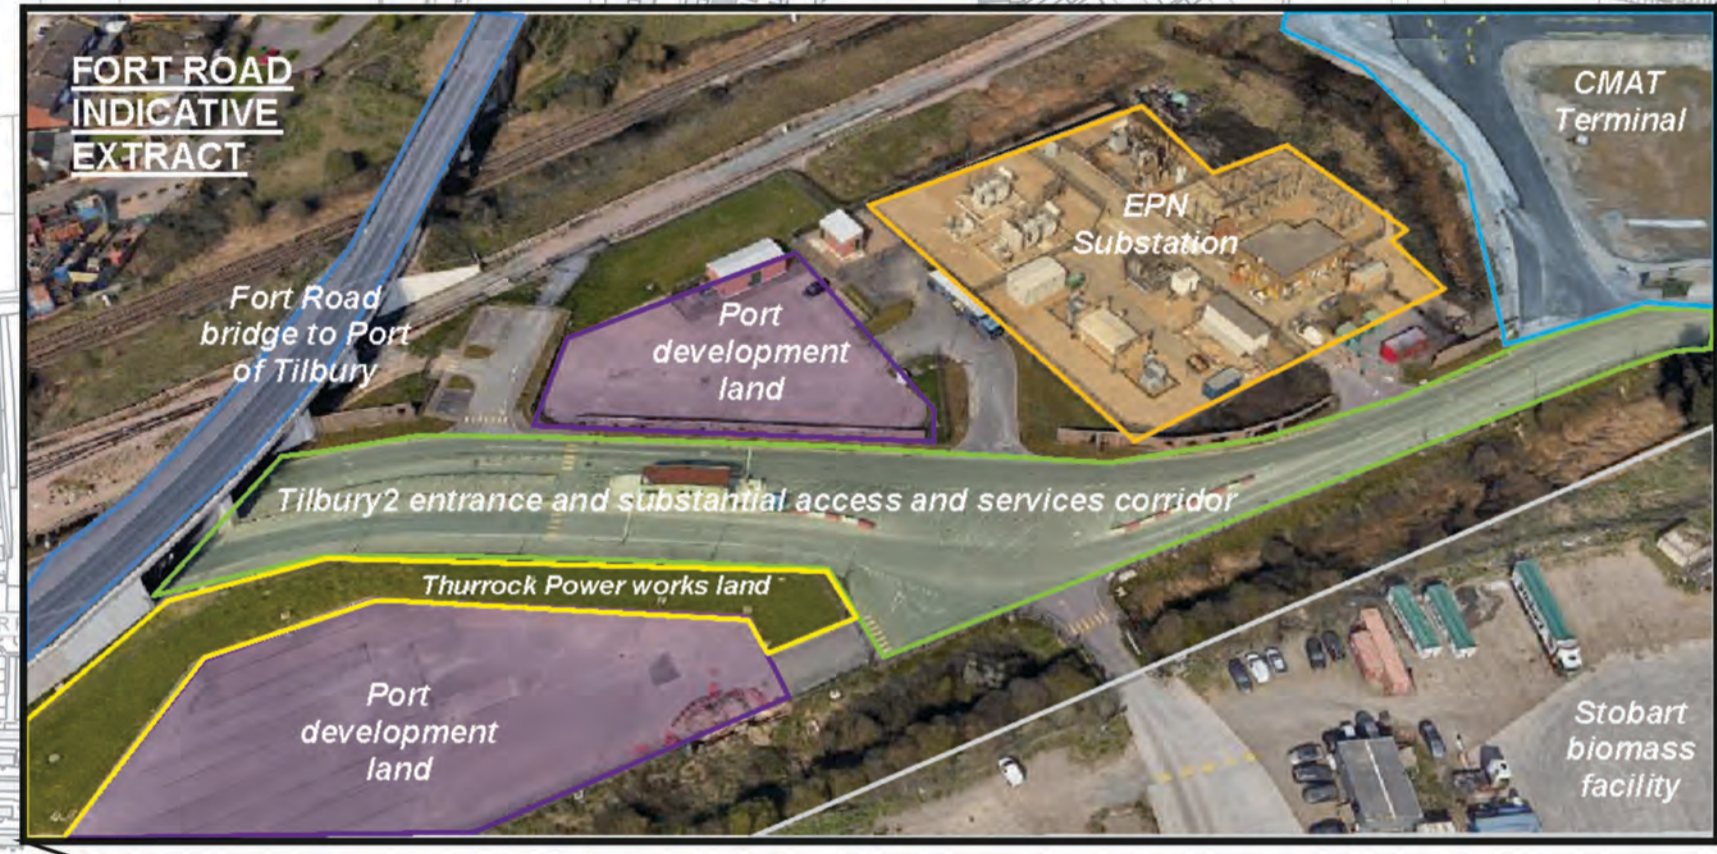 FORT ROAD
INDICATIVE
EXTRACT
CMAT
Terminal
EPN
Substation
Fort Road
bridge to Port
of Tilbury
Port
development
land
Tilbury2 entrance and substantial access and services corridor
Thurrock Power works land
Port
development
land
Stobart
biomass
facility